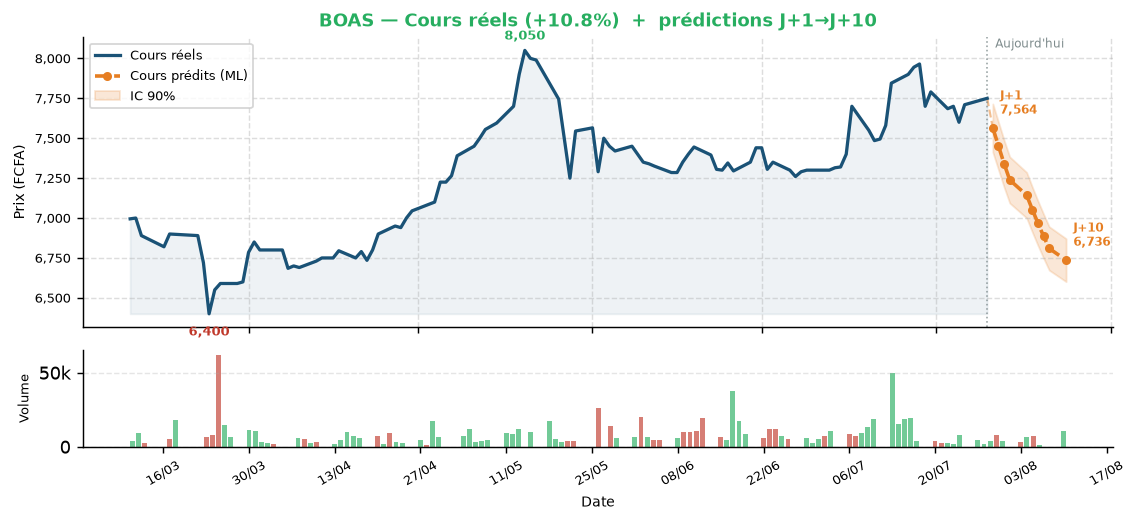 BOAS — Cours réels (+10.8%)  +  prédictions J+1→J+10
8,050
Aujourd'hui
Cours réels
Cours prédits (ML)
IC 90%
J+1
7,564
J+10
6,736
6,400
Prix (FCFA)
8,000
7,750
7,500
7,250
7,000
6,750
6,500
Volume
50k
0
16/03
30/03
13/04
27/04
11/05
25/05
08/06
22/06
06/07
20/07
03/08
17/08
Date